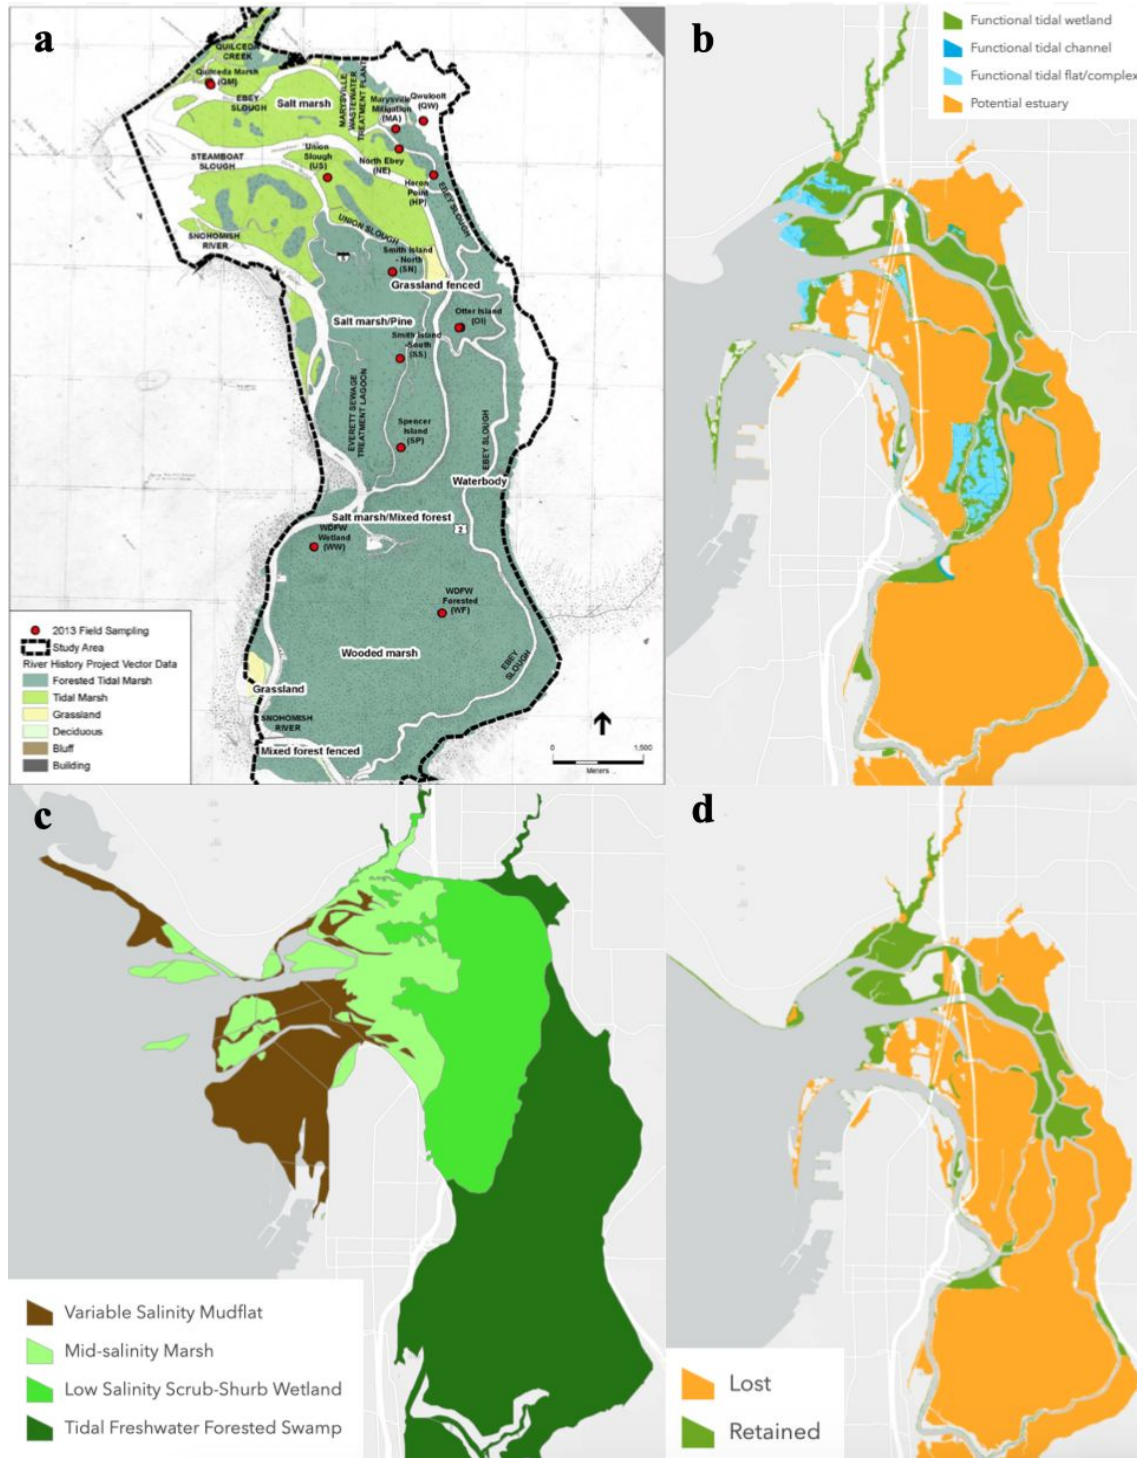 a
QUILCEDA
CREEK
Quilceda Marsh
(QM)
EBEY
SLOUGH
Salt marsh
MARYSVILLE
WASTEWATER
TREATMENT PLANT
Marysville
Mitigation
(MA)
Qwuloolt
(QW)
STEAMBOAT
SLOUGH
Union
Slough
(US)
North Ebey
(NE)
Heron
Point
(HP)
EBEY SLOUGH
SNOHOMISH
RIVER
UNION SLOUGH
Smith Island
- North
(SN)
Grassland fenced
Salt marsh/Pine
Otter Island
(OI)
Smith Island
-South
(SS)
EVERETT SEWAGE
TREATMENT LAGOON
Spencer
Island
(SP)
EBEY SLOUGH
Waterbody
Salt marsh/Mixed forest
2
WDFW
Wetland
(WW)
WDFW
Forested
(WF)
Wooded marsh
EBEY
SLOUGH
Grassland
SNOHOMISH
RIVER
Mixed forest fenced
2013 Field Sampling
Study Area
River History Project Vector Data
Forested Tidal Marsh
Tidal Marsh
Grassland
Deciduous
Bluff
Building
0 1,500
Meters
b
Functional tidal wetland
Functional tidal channel
Functional tidal flat/complex
Potential estuary
c
Variable Salinity Mudflat
Mid-salinity Marsh
Low Salinity Scrub-Shurb Wetland
Tidal Freshwater Forested Swamp
d
Lost
Retained